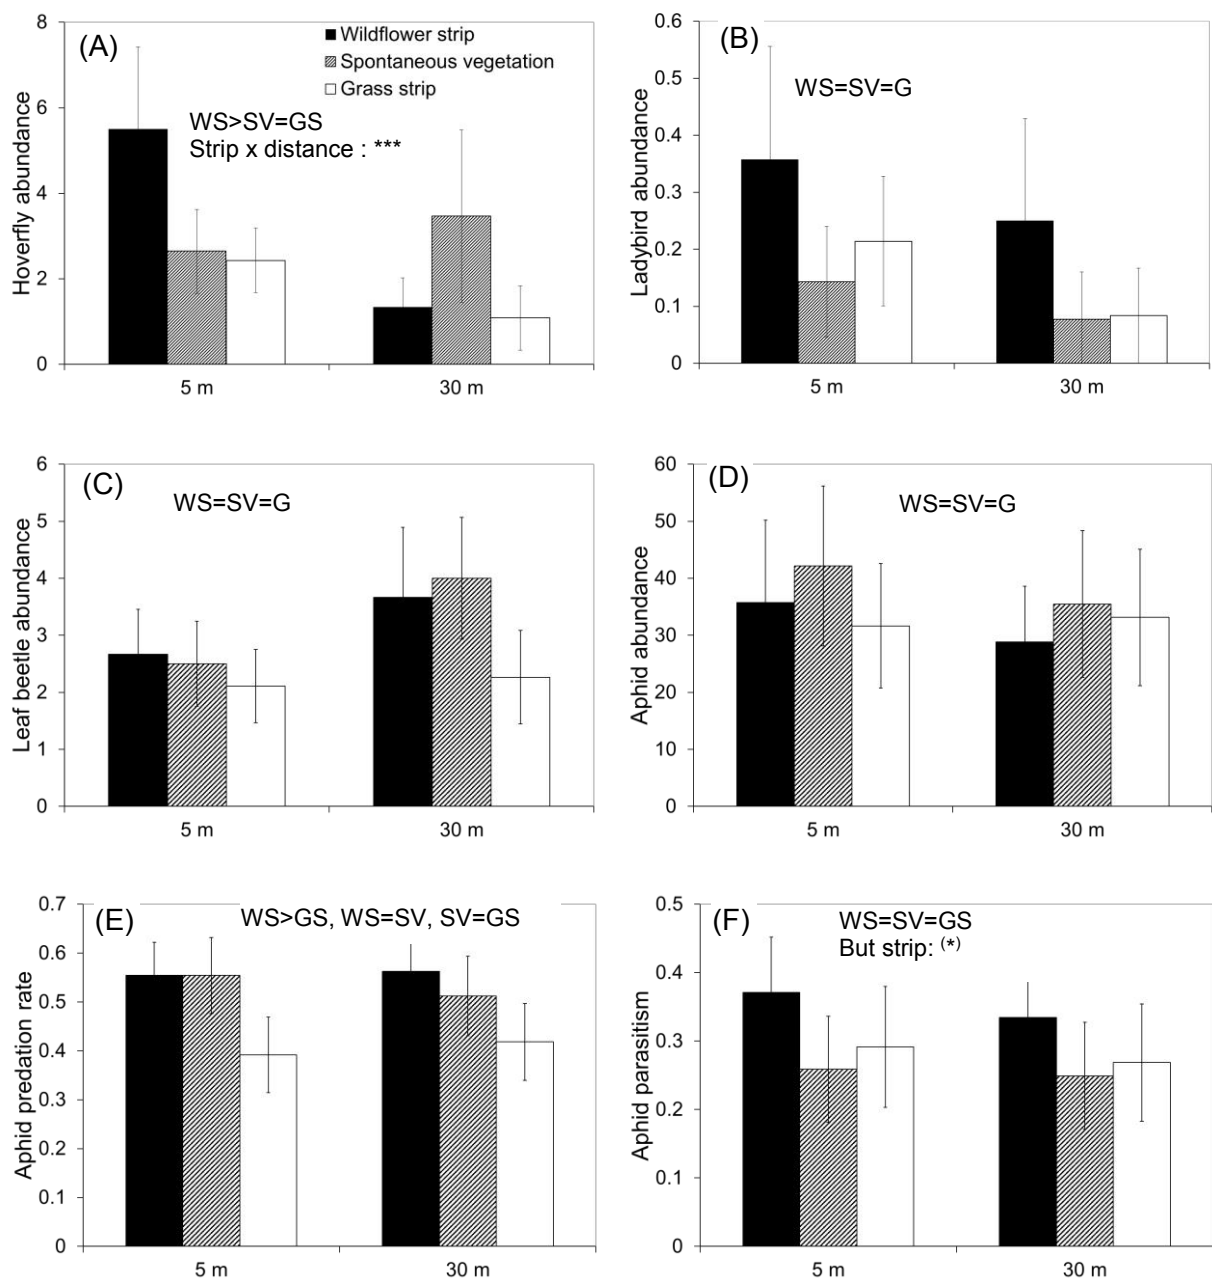 (A)
Wildflower strip
Spontaneous vegetation
Grass strip
WS>SV=GS
Strip x distance : ***
Hoverfly abundance
8
6
4
2
0
5 m
30 m
(B)
WS=SV=G
Ladybird abundance
0.6
0.5
0.4
0.3
0.2
0.1
0
5 m
30 m
(C)
WS=SV=G
Leaf beetle abundance
6
5
4
3
2
1
0
5 m
30 m
(D)
WS=SV=G
Aphid abundance
60
50
40
30
20
10
0
5 m
30 m
(E)
WS>GS, WS=SV, SV=GS
Aphid predation rate
0.7
0.6
0.5
0.4
0.3
0.2
0.1
0
5 m
30 m
(F)
WS=SV=GS
But strip: (*)
Aphid parasitism
0.5
0.4
0.3
0.2
0.1
0
5 m
30 m